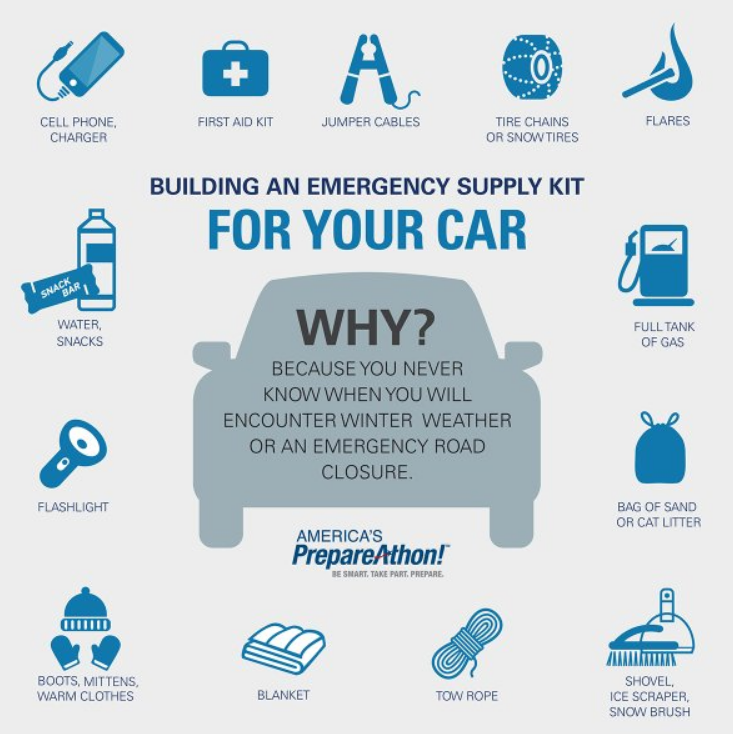 CELL PHONE,
CHARGER
FIRST AID KIT
JUMPER CABLES
TIRE CHAINS
OR SNOW TIRES
FLARES
BUILDING AN EMERGENCY SUPPLY KIT
FOR YOUR CAR
SNACK
BAR
WATER,
SNACKS
WHY?
BECAUSE YOU NEVER
KNOW WHEN YOU WILL
ENCOUNTER WINTER WEATHER
OR AN EMERGENCY ROAD
CLOSURE.
FULL TANK
OF GAS
FLASHLIGHT
BAG OF SAND
OR CAT LITTER
AMERICA'S
PrepareAthon!™
BE SMART. TAKE PART. PREPARE.
BOOTS, MITTENS,
WARM CLOTHES
BLANKET
TOW ROPE
SHOVEL,
ICE SCRAPER,
SNOW BRUSH